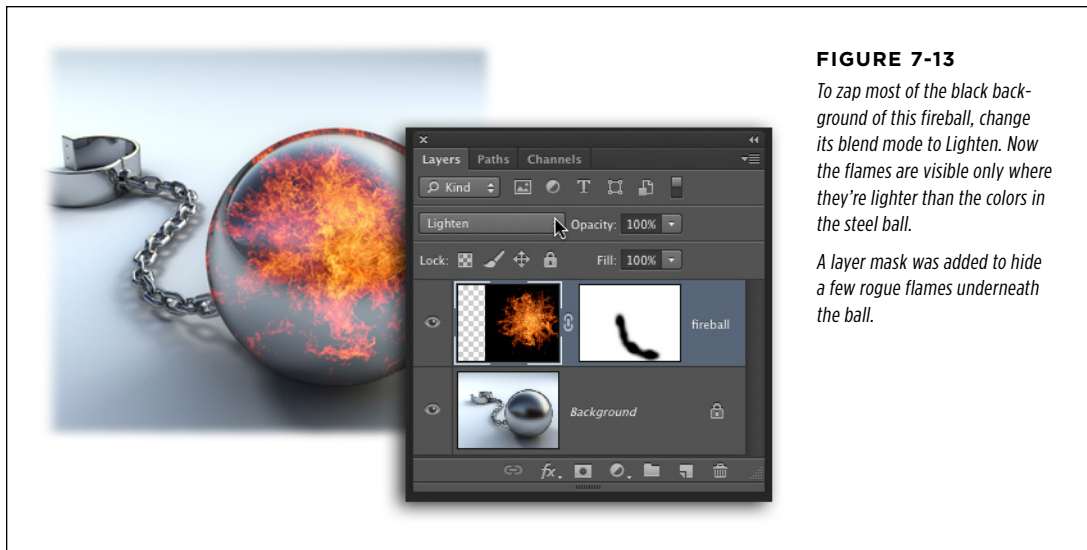 FIGURE 7-13
To zap most of the black back-
ground of this fireball, change
its blend mode to Lighten. Now
the flames are visible only where
they're lighter than the colors in
the steel ball.
A layer mask was added to hide
a few rogue flames underneath
the ball.
Layers Paths Channels
Kind
Lighten Opacity: 100%
Lock: Fill: 100%
fireball
Background
fx